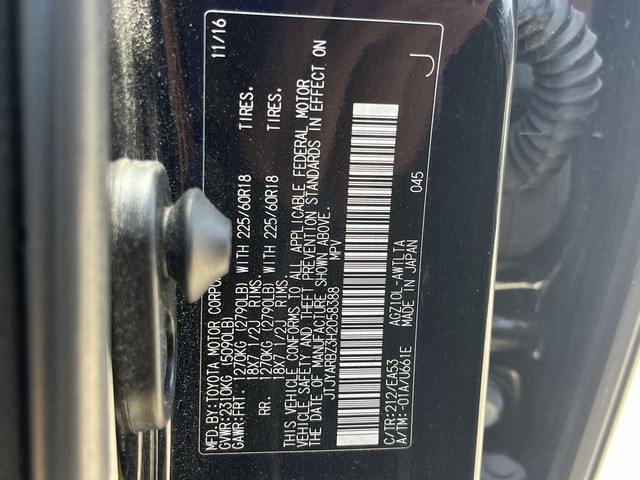 MFD.BY: TOYOTA MOTOR CORPO 11/16
GVWR: 2310KG (5090LB)
GAWR: FRT. 1270KG (2790LB) WITH 225/60R18 TIRES.
18X7 1/2J RIMS
RR. 1270KG (2790LB) WITH 225/60R18 TIRES.
18X7 1/2J RIMS
THIS VEHICLE CONFORMS TO ALL APPLICABLE FEDERAL MOTOR
VEHICLE SAFETY AND THEFT PREVENTION STANDARDS IN EFFECT ON
THE DATE OF MANUFACTURE SHOWN ABOVE.
JTJYARBZ3H2058388 MPV
C/TR: 212/EA53 AGZ10L-AWTLTA 045
A/TM: -01A/U661E MADE IN JAPAN J